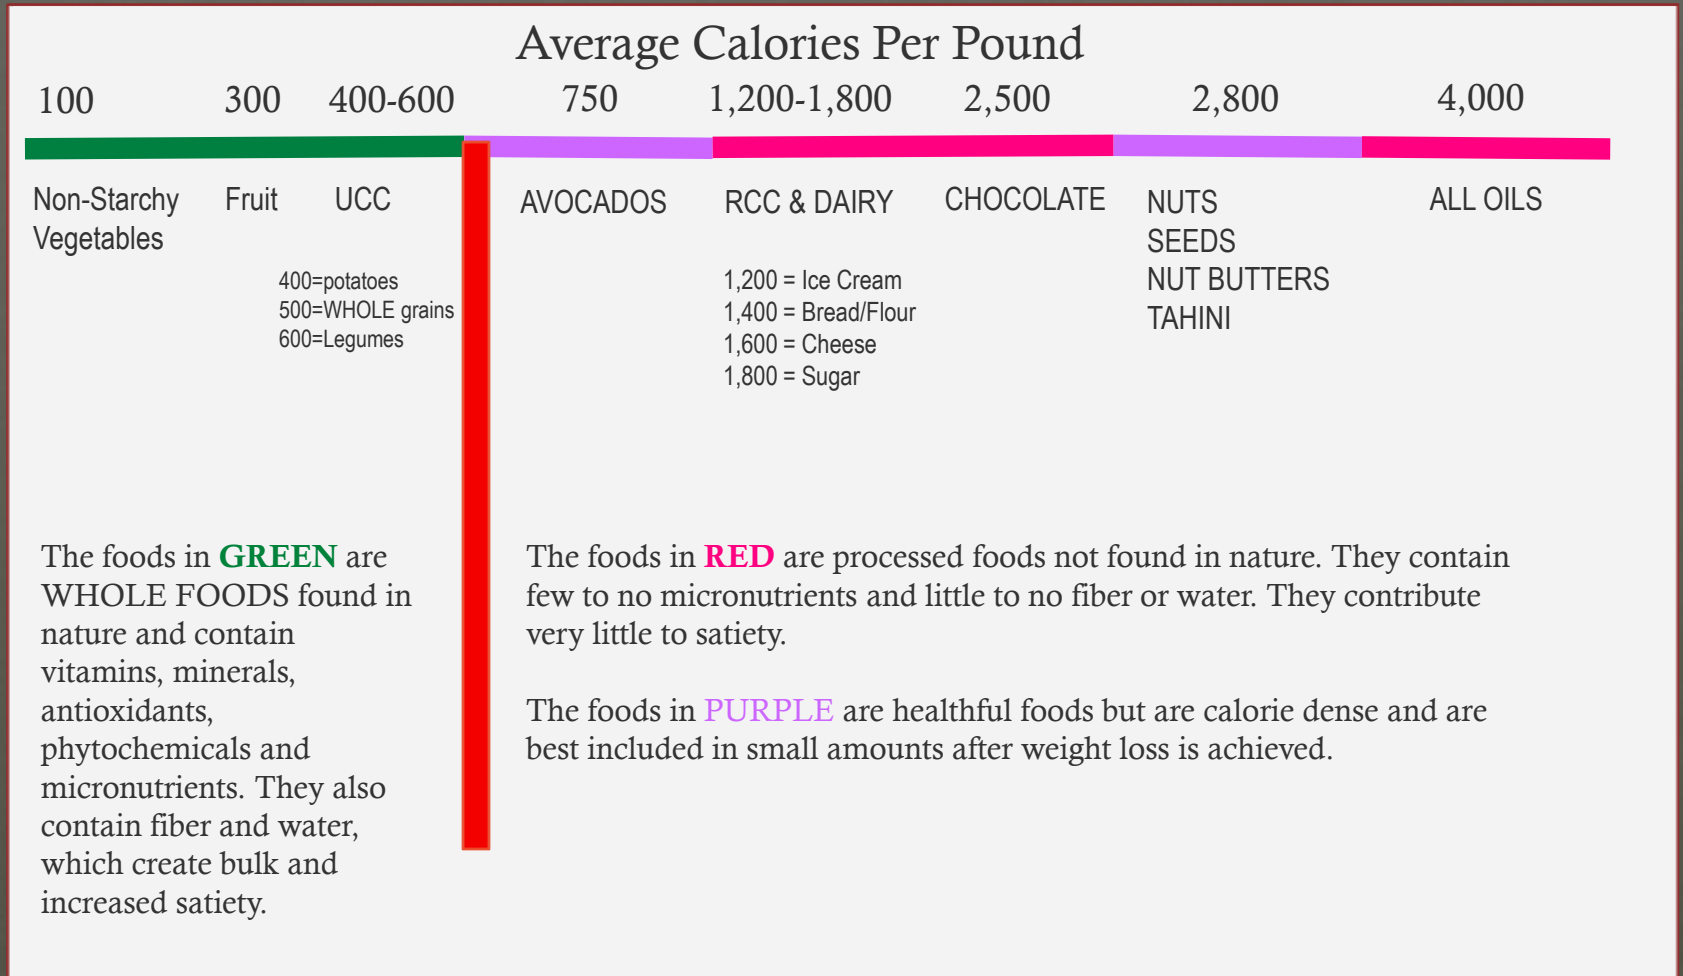 Average Calories Per Pound
100 300 400-600 750 1,200-1,800 2,500 2,800 4,000
Non-Starchy
Vegetables
Fruit
UCC
400=potatoes
500=WHOLE grains
600=Legumes
AVOCADOS
RCC & DAIRY
1,200 = Ice Cream
1,400 = Bread/Flour
1,600 = Cheese
1,800 = Sugar
CHOCOLATE
NUTS
SEEDS
NUT BUTTERS
TAHINI
ALL OILS
The foods in GREEN are
WHOLE FOODS found in
nature and contain
vitamins, minerals,
antioxidants,
phytochemicals and
micronutrients. They also
contain fiber and water,
which create bulk and
increased satiety.
The foods in RED are processed foods not found in nature. They contain
few to no micronutrients and little to no fiber or water. They contribute
very little to satiety.
The foods in PURPLE are healthful foods but are calorie dense and are
best included in small amounts after weight loss is achieved.